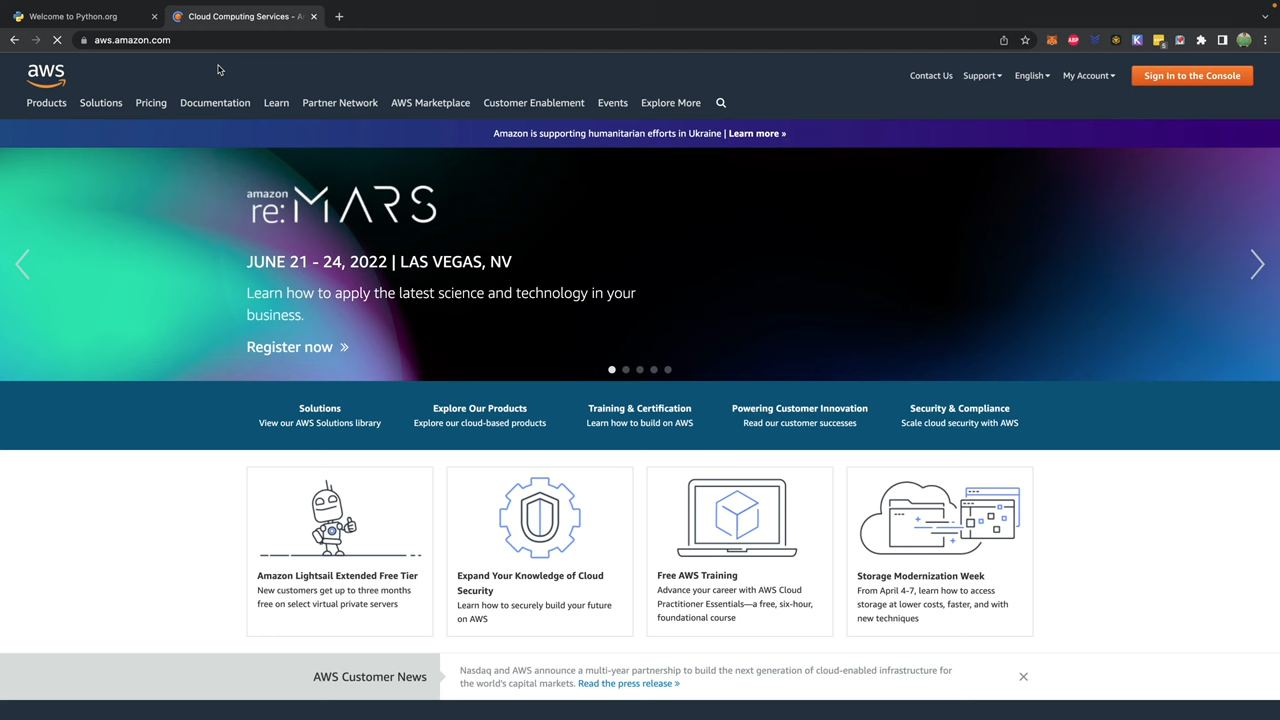 Welcome to Python.org
Cloud Computing Services - A
aws.amazon.com
aws
Contact Us Support English My Account Sign In to the Console
Products Solutions Pricing Documentation Learn Partner Network AWS Marketplace Customer Enablement Events Explore More
Amazon is supporting humanitarian efforts in Ukraine | Learn more »
amazon
re:MARS
JUNE 21 - 24, 2022 | LAS VEGAS, NV
Learn how to apply the latest science and technology in your
business.
Register now »
Solutions
View our AWS Solutions library
Explore Our Products
Explore our cloud-based products
Training & Certification
Learn how to build on AWS
Powering Customer Innovation
Read our customer successes
Security & Compliance
Scale cloud security with AWS
Amazon Lightsail Extended Free Tier
New customers get up to three months
free on select virtual private servers
Expand Your Knowledge of Cloud
Security
Learn how to securely build your future
on AWS
Free AWS Training
Advance your career with AWS Cloud
Practitioner Essentials—a free, six-hour,
foundational course
Storage Modernization Week
From April 4-7, learn how to access
storage at lower costs, faster, and with
new techniques
AWS Customer News
Nasdaq and AWS announce a multi-year partnership to build the next generation of cloud-enabled infrastructure for
the world's capital markets. Read the press release »